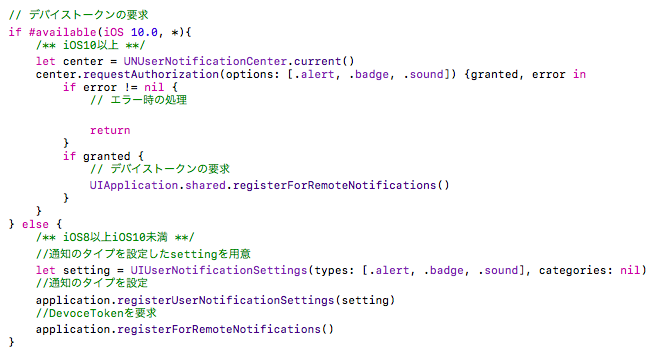 // デバイストークンの要求
if #available(iOS 10.0, *){
    /** iOS10以上 **/
    let center = UNUserNotificationCenter.current()
    center.requestAuthorization(options: [.alert, .badge, .sound]) {granted, error in
        if error != nil {
            // エラー時の処理

            return
        }
        if granted {
            // デバイストークンの要求
            UIApplication.shared.registerForRemoteNotifications()
        }
    }
} else {
    /** iOS8以上iOS10未満 **/
    //通知のタイプを設定したsettingを用意
    let setting = UIUserNotificationSettings(types: [.alert, .badge, .sound], categories: nil)
    //通知のタイプを設定
    application.registerUserNotificationSettings(setting)
    //DevoceTokenを要求
    application.registerForRemoteNotifications()
}